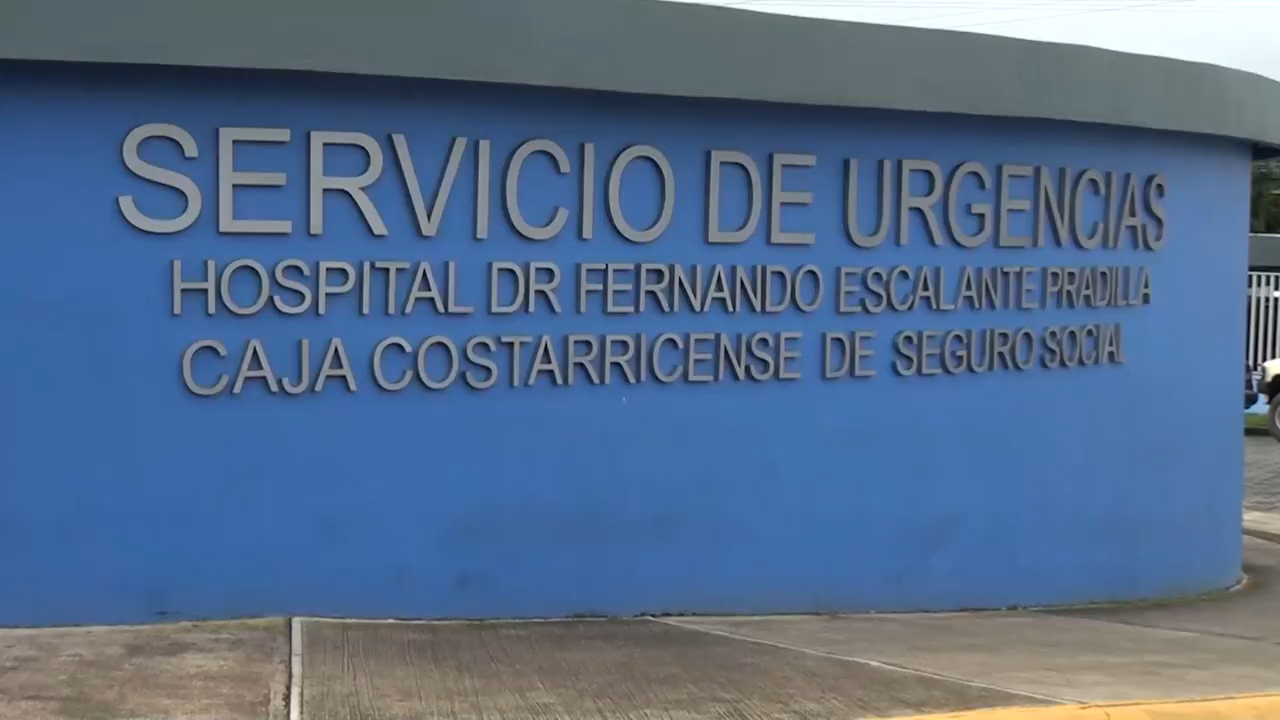 SERVICIO DE URGENCIAS
HOSPITAL DR FERNANDO ESCALANTE PRADILLA
CAJA COSTARRICENSE DE SEGURO SOCIAL